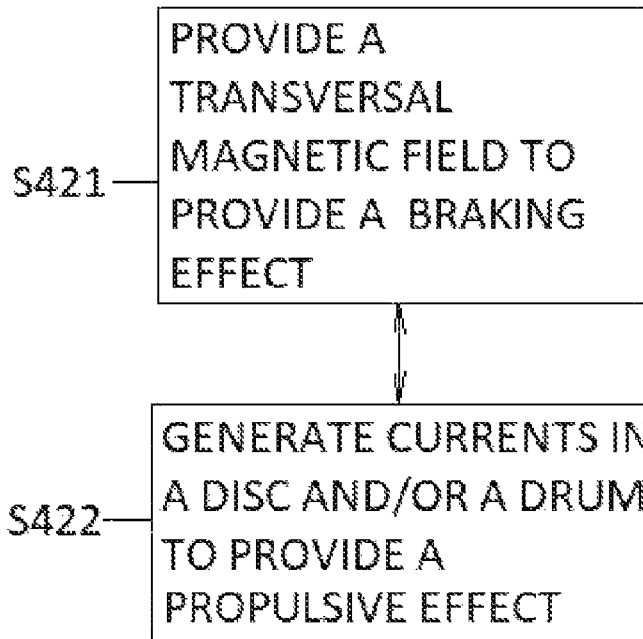 PROVIDE A
TRANSVERSAL
MAGNETIC FIELD TO
S421
PROVIDE A BRAKING
EFFECT
GENERATE CURRENTS IN
A DISC AND/OR A DRUM
S422
TO PROVIDE A
PROPULSIVE EFFECT